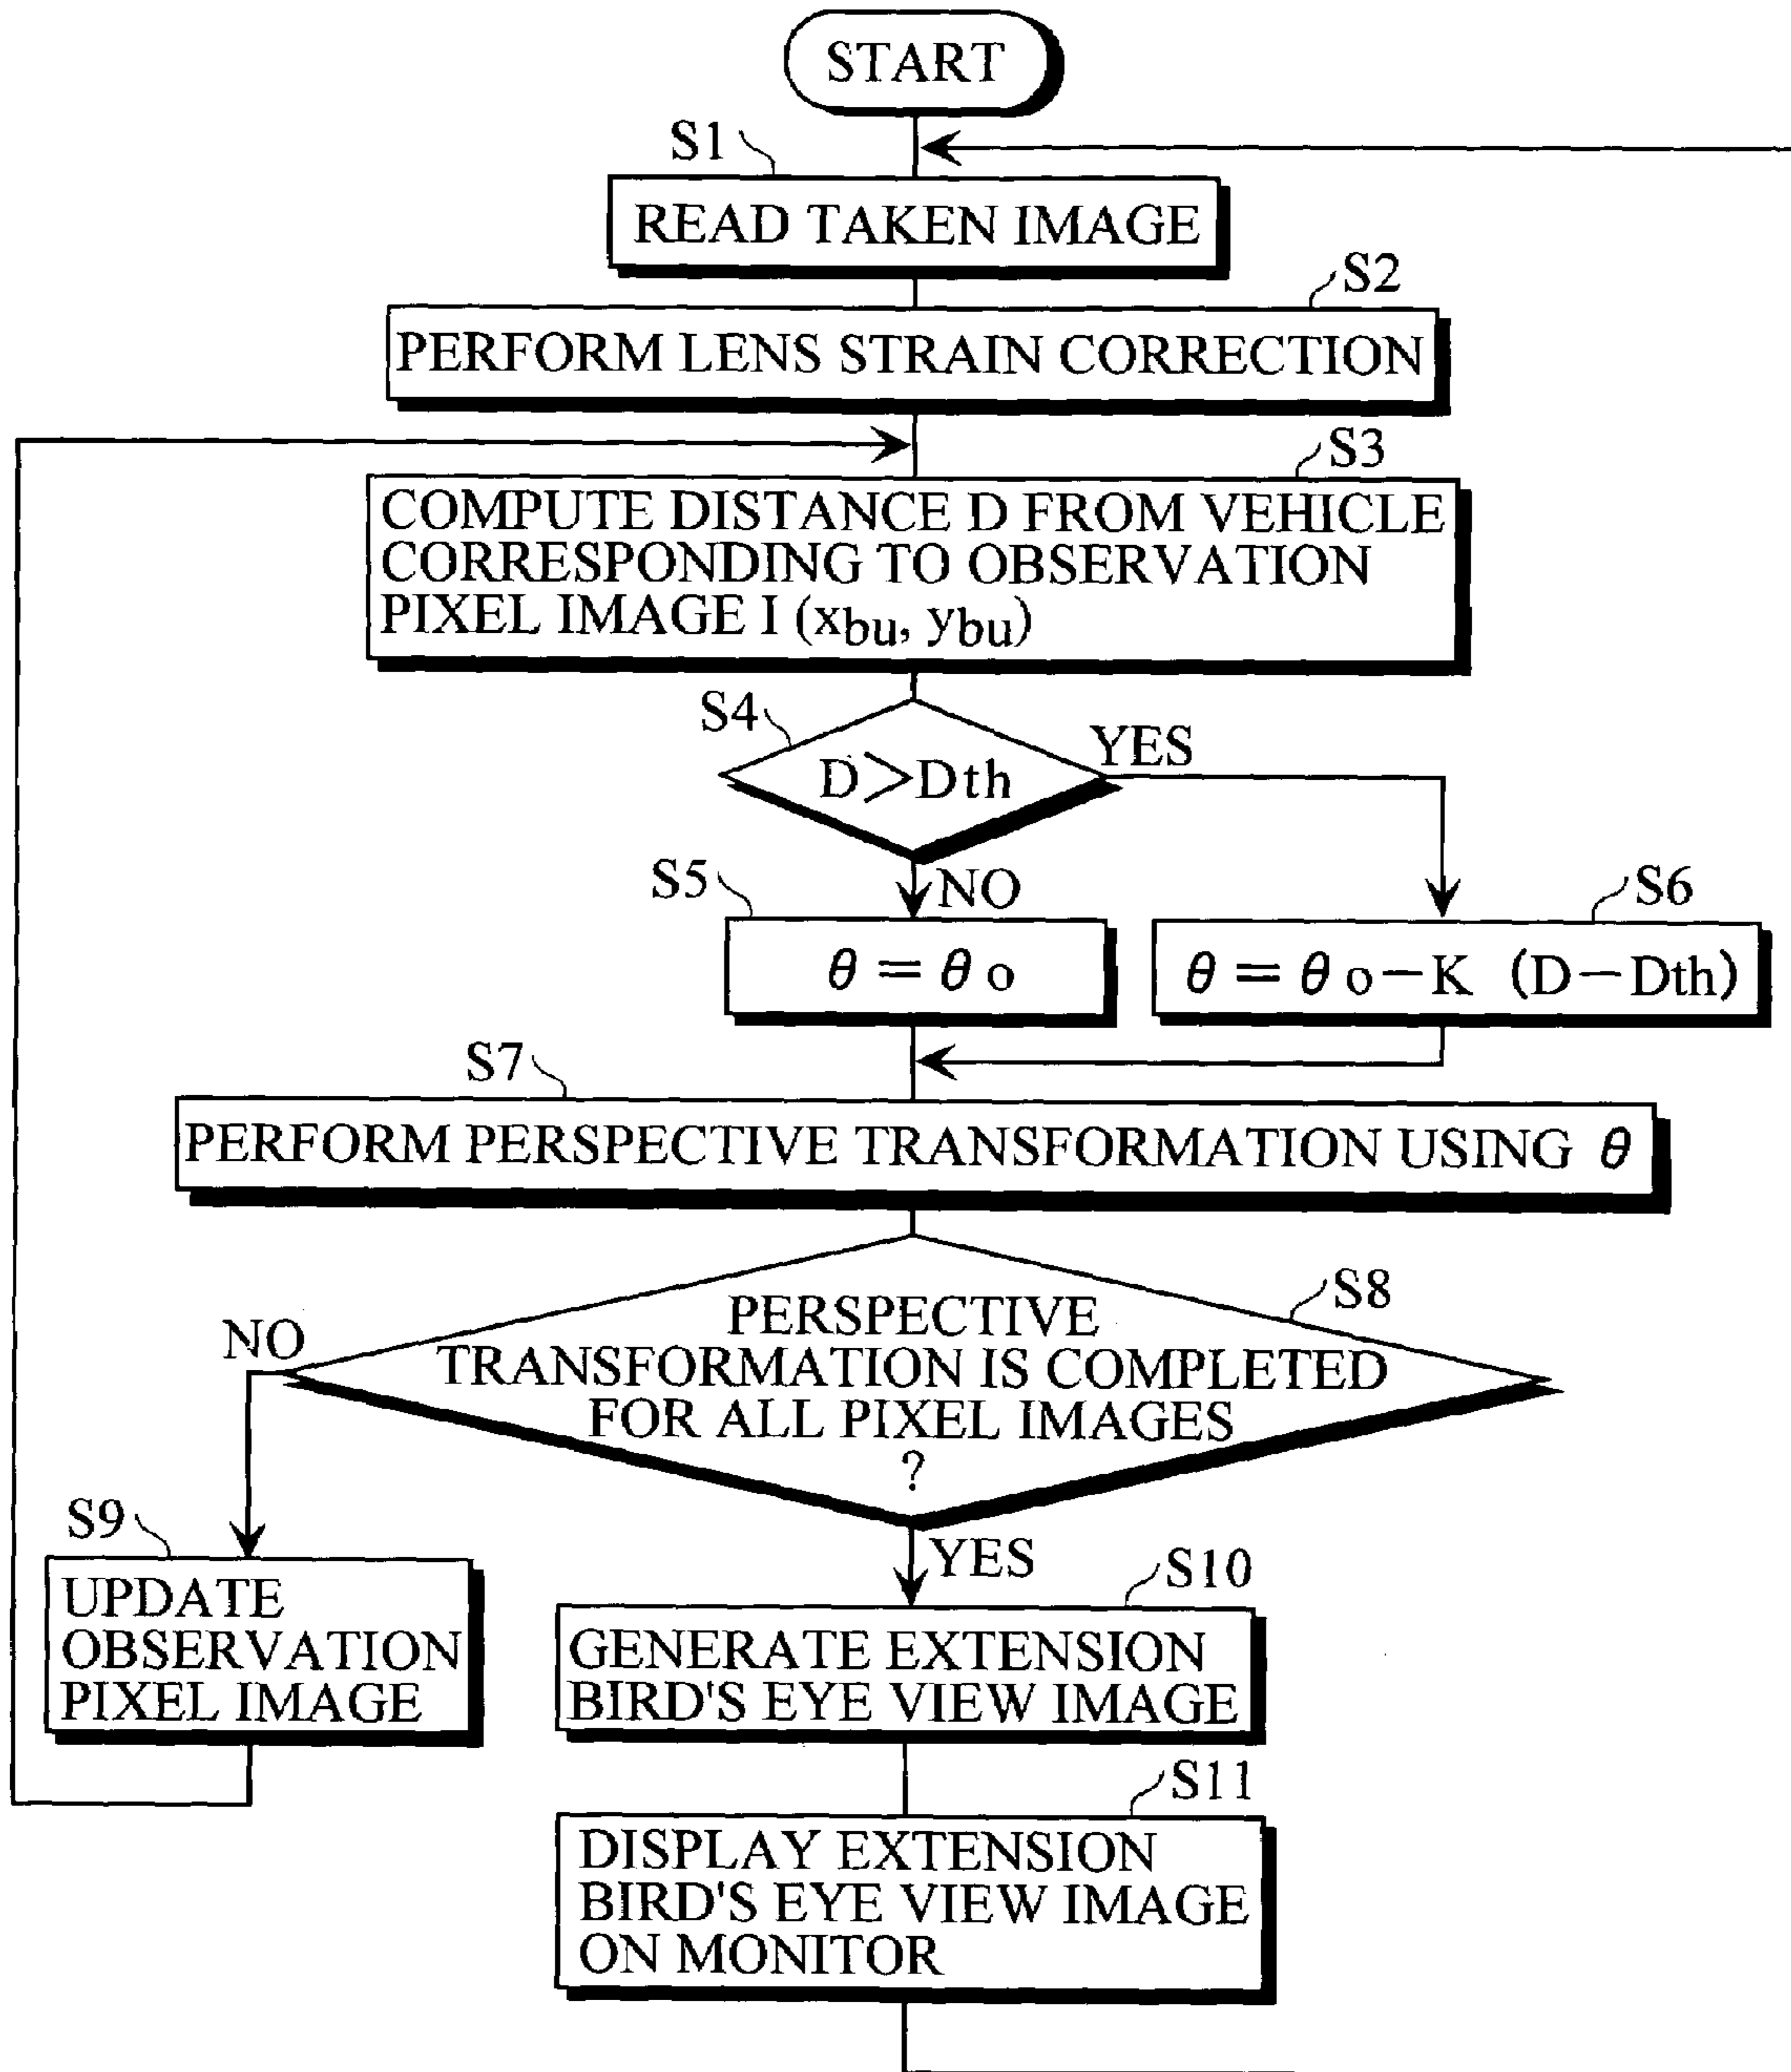 START
S1
READ TAKEN IMAGE
S2
PERFORM LENS STRAIN CORRECTION
S3
COMPUTE DISTANCE D FROM VEHICLE
CORRESPONDING TO OBSERVATION
PIXEL IMAGE I (xbu, ybu)
S4
D>Dth
YES
NO
S5
θ = θo
S6
θ = θo−K (D−Dth)
S7
PERFORM PERSPECTIVE TRANSFORMATION USING θ
S8
PERSPECTIVE
TRANSFORMATION IS COMPLETED
FOR ALL PIXEL IMAGES
?
NO
YES
S9
UPDATE
OBSERVATION
PIXEL IMAGE
S10
GENERATE EXTENSION
BIRD'S EYE VIEW IMAGE
S11
DISPLAY EXTENSION
BIRD'S EYE VIEW IMAGE
ON MONITOR